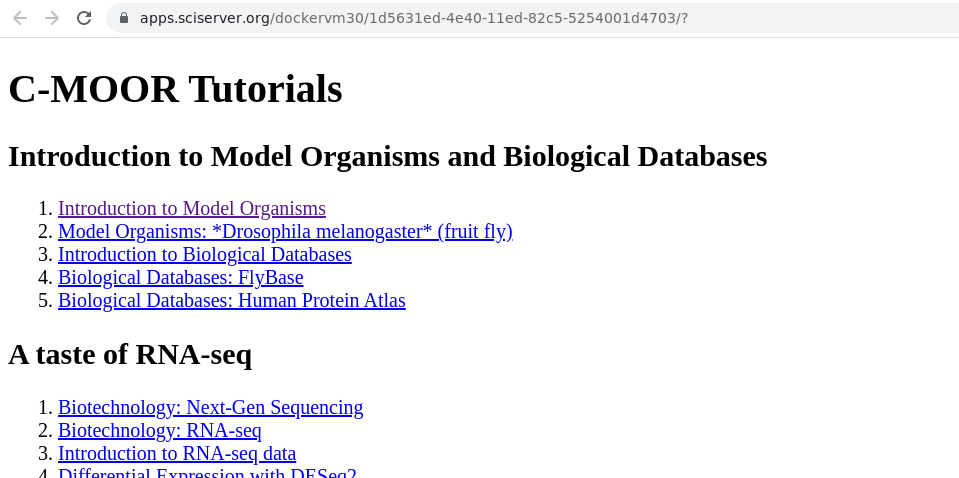 apps.sciserver.org/dockervm30/1d5631ed-4e40-11ed-82c5-5254001d4703/?
C-MOOR Tutorials
Introduction to Model Organisms and Biological Databases
1. Introduction to Model Organisms
2. Model Organisms: *Drosophila melanogaster* (fruit fly)
3. Introduction to Biological Databases
4. Biological Databases: FlyBase
5. Biological Databases: Human Protein Atlas
A taste of RNA-seq
1. Biotechnology: Next-Gen Sequencing
2. Biotechnology: RNA-seq
3. Introduction to RNA-seq data
4. Differential Expression with DESeq2